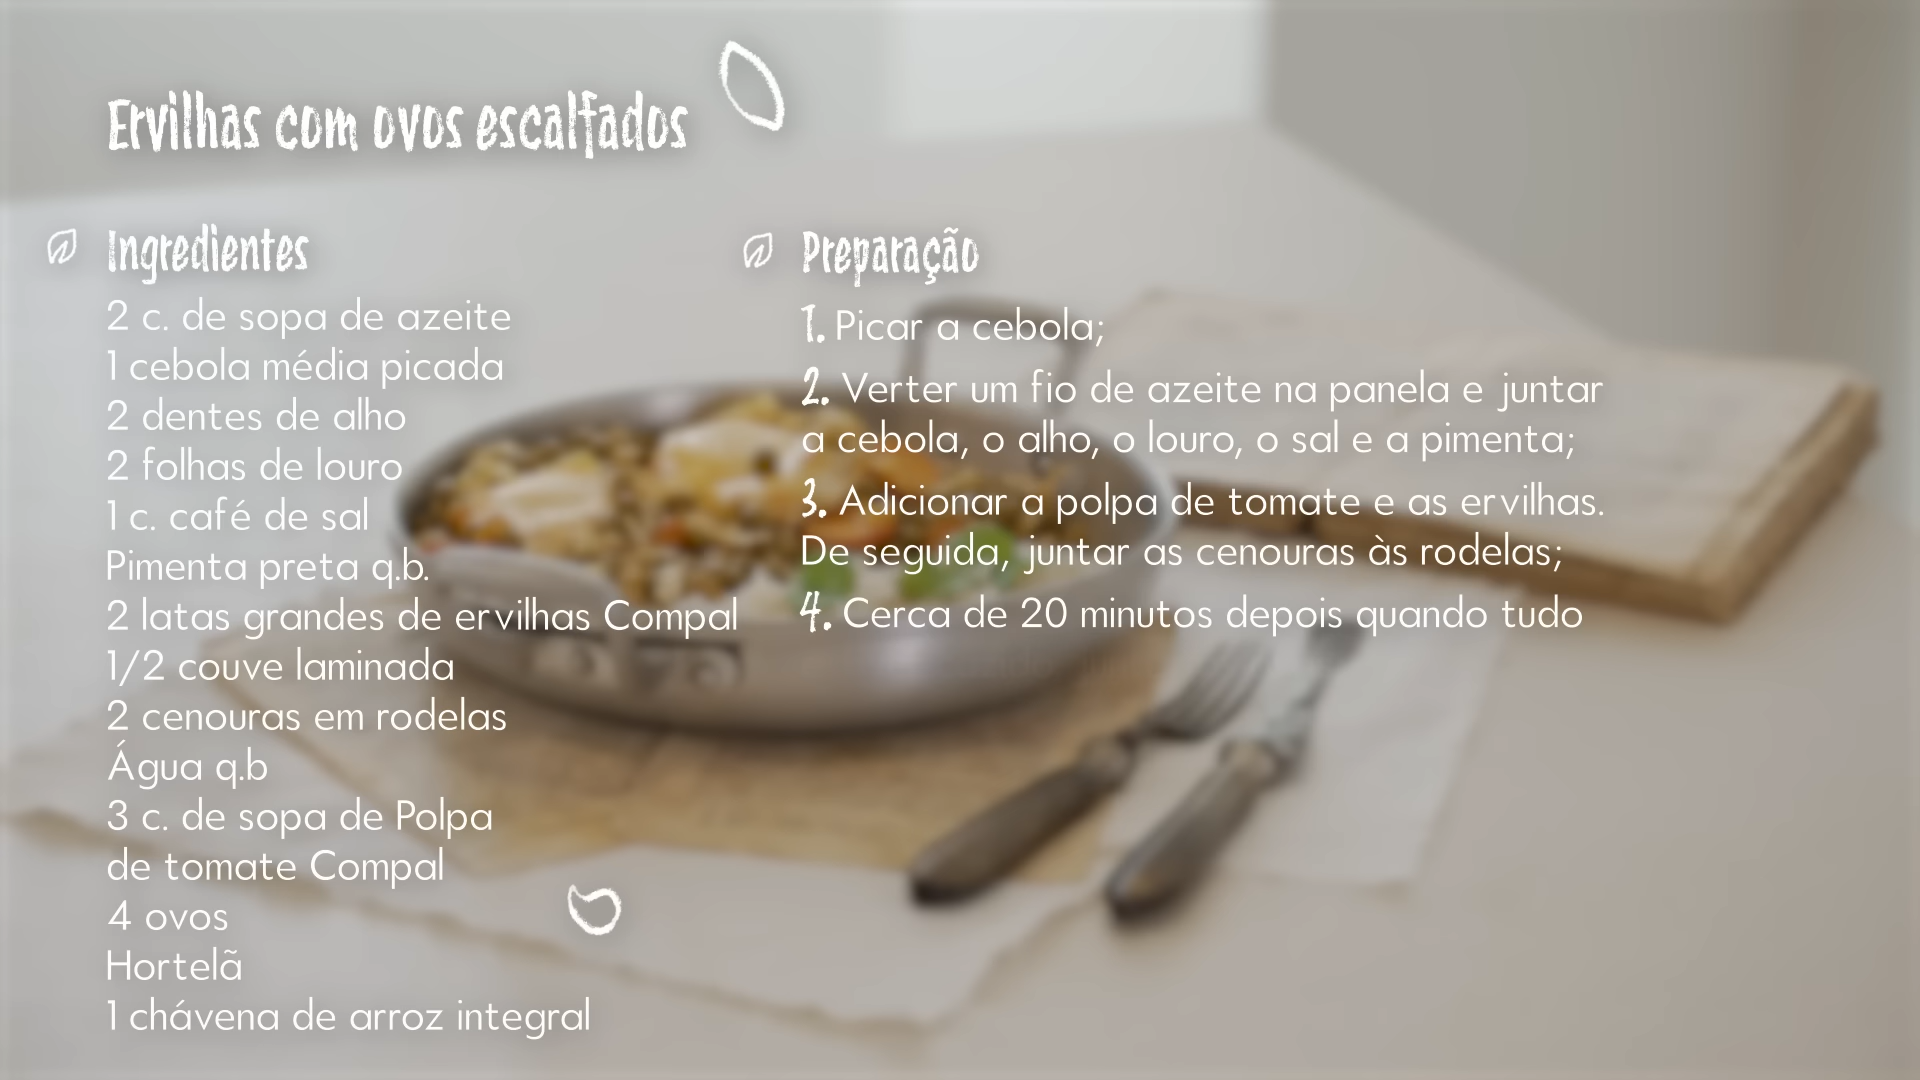 Ervilhas com ovos escalfados
Ingredientes
2 c. de sopa de azeite
1 cebola média picada
2 dentes de alho
2 folhas de louro
1 c. café de sal
Pimenta preta q.b.
2 latas grandes de ervilhas Compal
1/2 couve laminada
2 cenouras em rodelas
Água q.b
3 c. de sopa de Polpa
de tomate Compal
4 ovos
Hortelã
1 chávena de arroz integral
Preparação
1. Picar a cebola;
2. Verter um fio de azeite na panela e juntar
a cebola, o alho, o louro, o sal e a pimenta;
3. Adicionar a polpa de tomate e as ervilhas.
De seguida, juntar as cenouras às rodelas;
4. Cerca de 20 minutos depois quando tudo